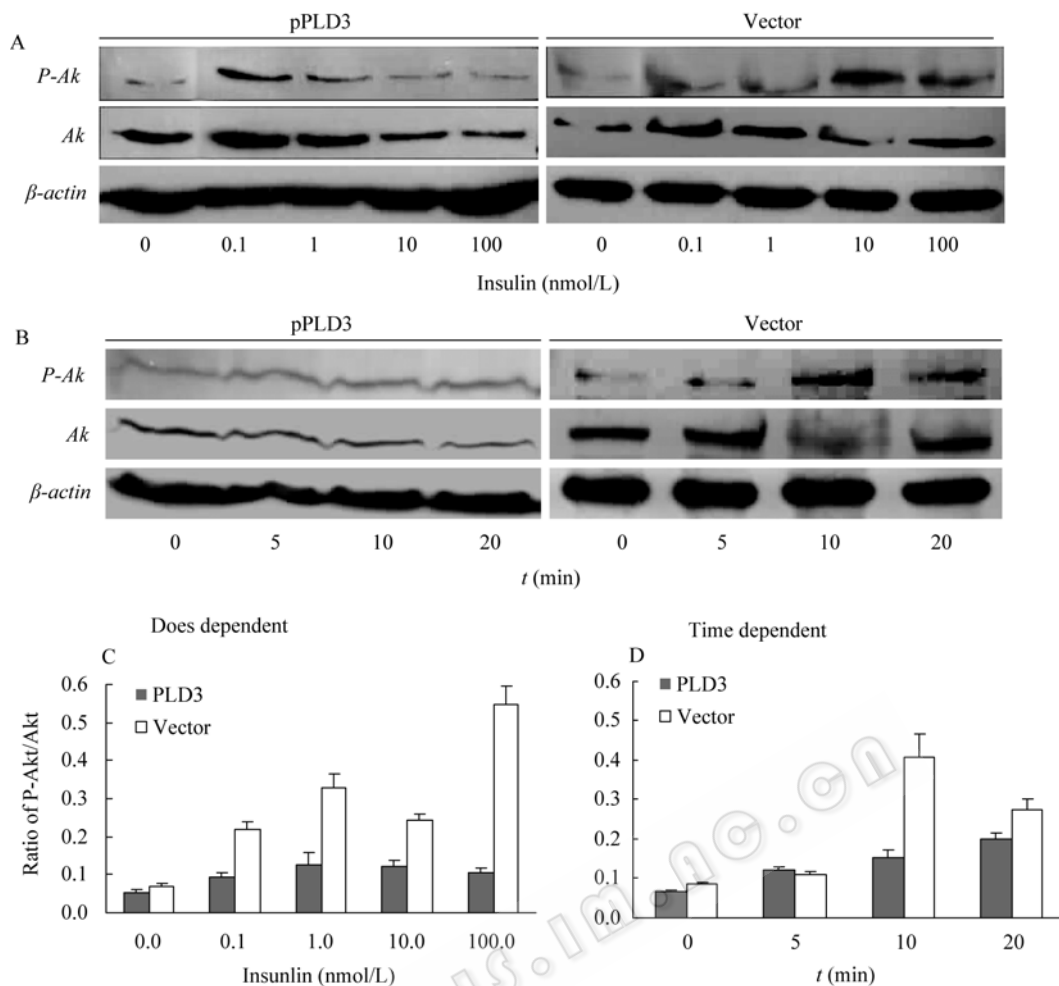 pPLD3 Vector
A
P-Ak
Ak
β-actin
0 0.1 1 10 100 0 0.1 1 10 100
Insulin (nmol/L)
pPLD3 Vector
B
P-Ak
Ak
β-actin
0 5 10 20 0 5 10 20
t (min)
Does dependent
C
PLD3
Vector
Ratio of P-Akt/Akt
0.6
0.5
0.4
0.3
0.2
0.1
0.0
0.0 0.1 1.0 10.0 100.0
Insunlin (nmol/L)
Time dependent
D
PLD3
Vector
0.6
0.5
0.4
0.3
0.2
0.1
0.0
0 5 10 20
t (min)
s.im.ac.cn